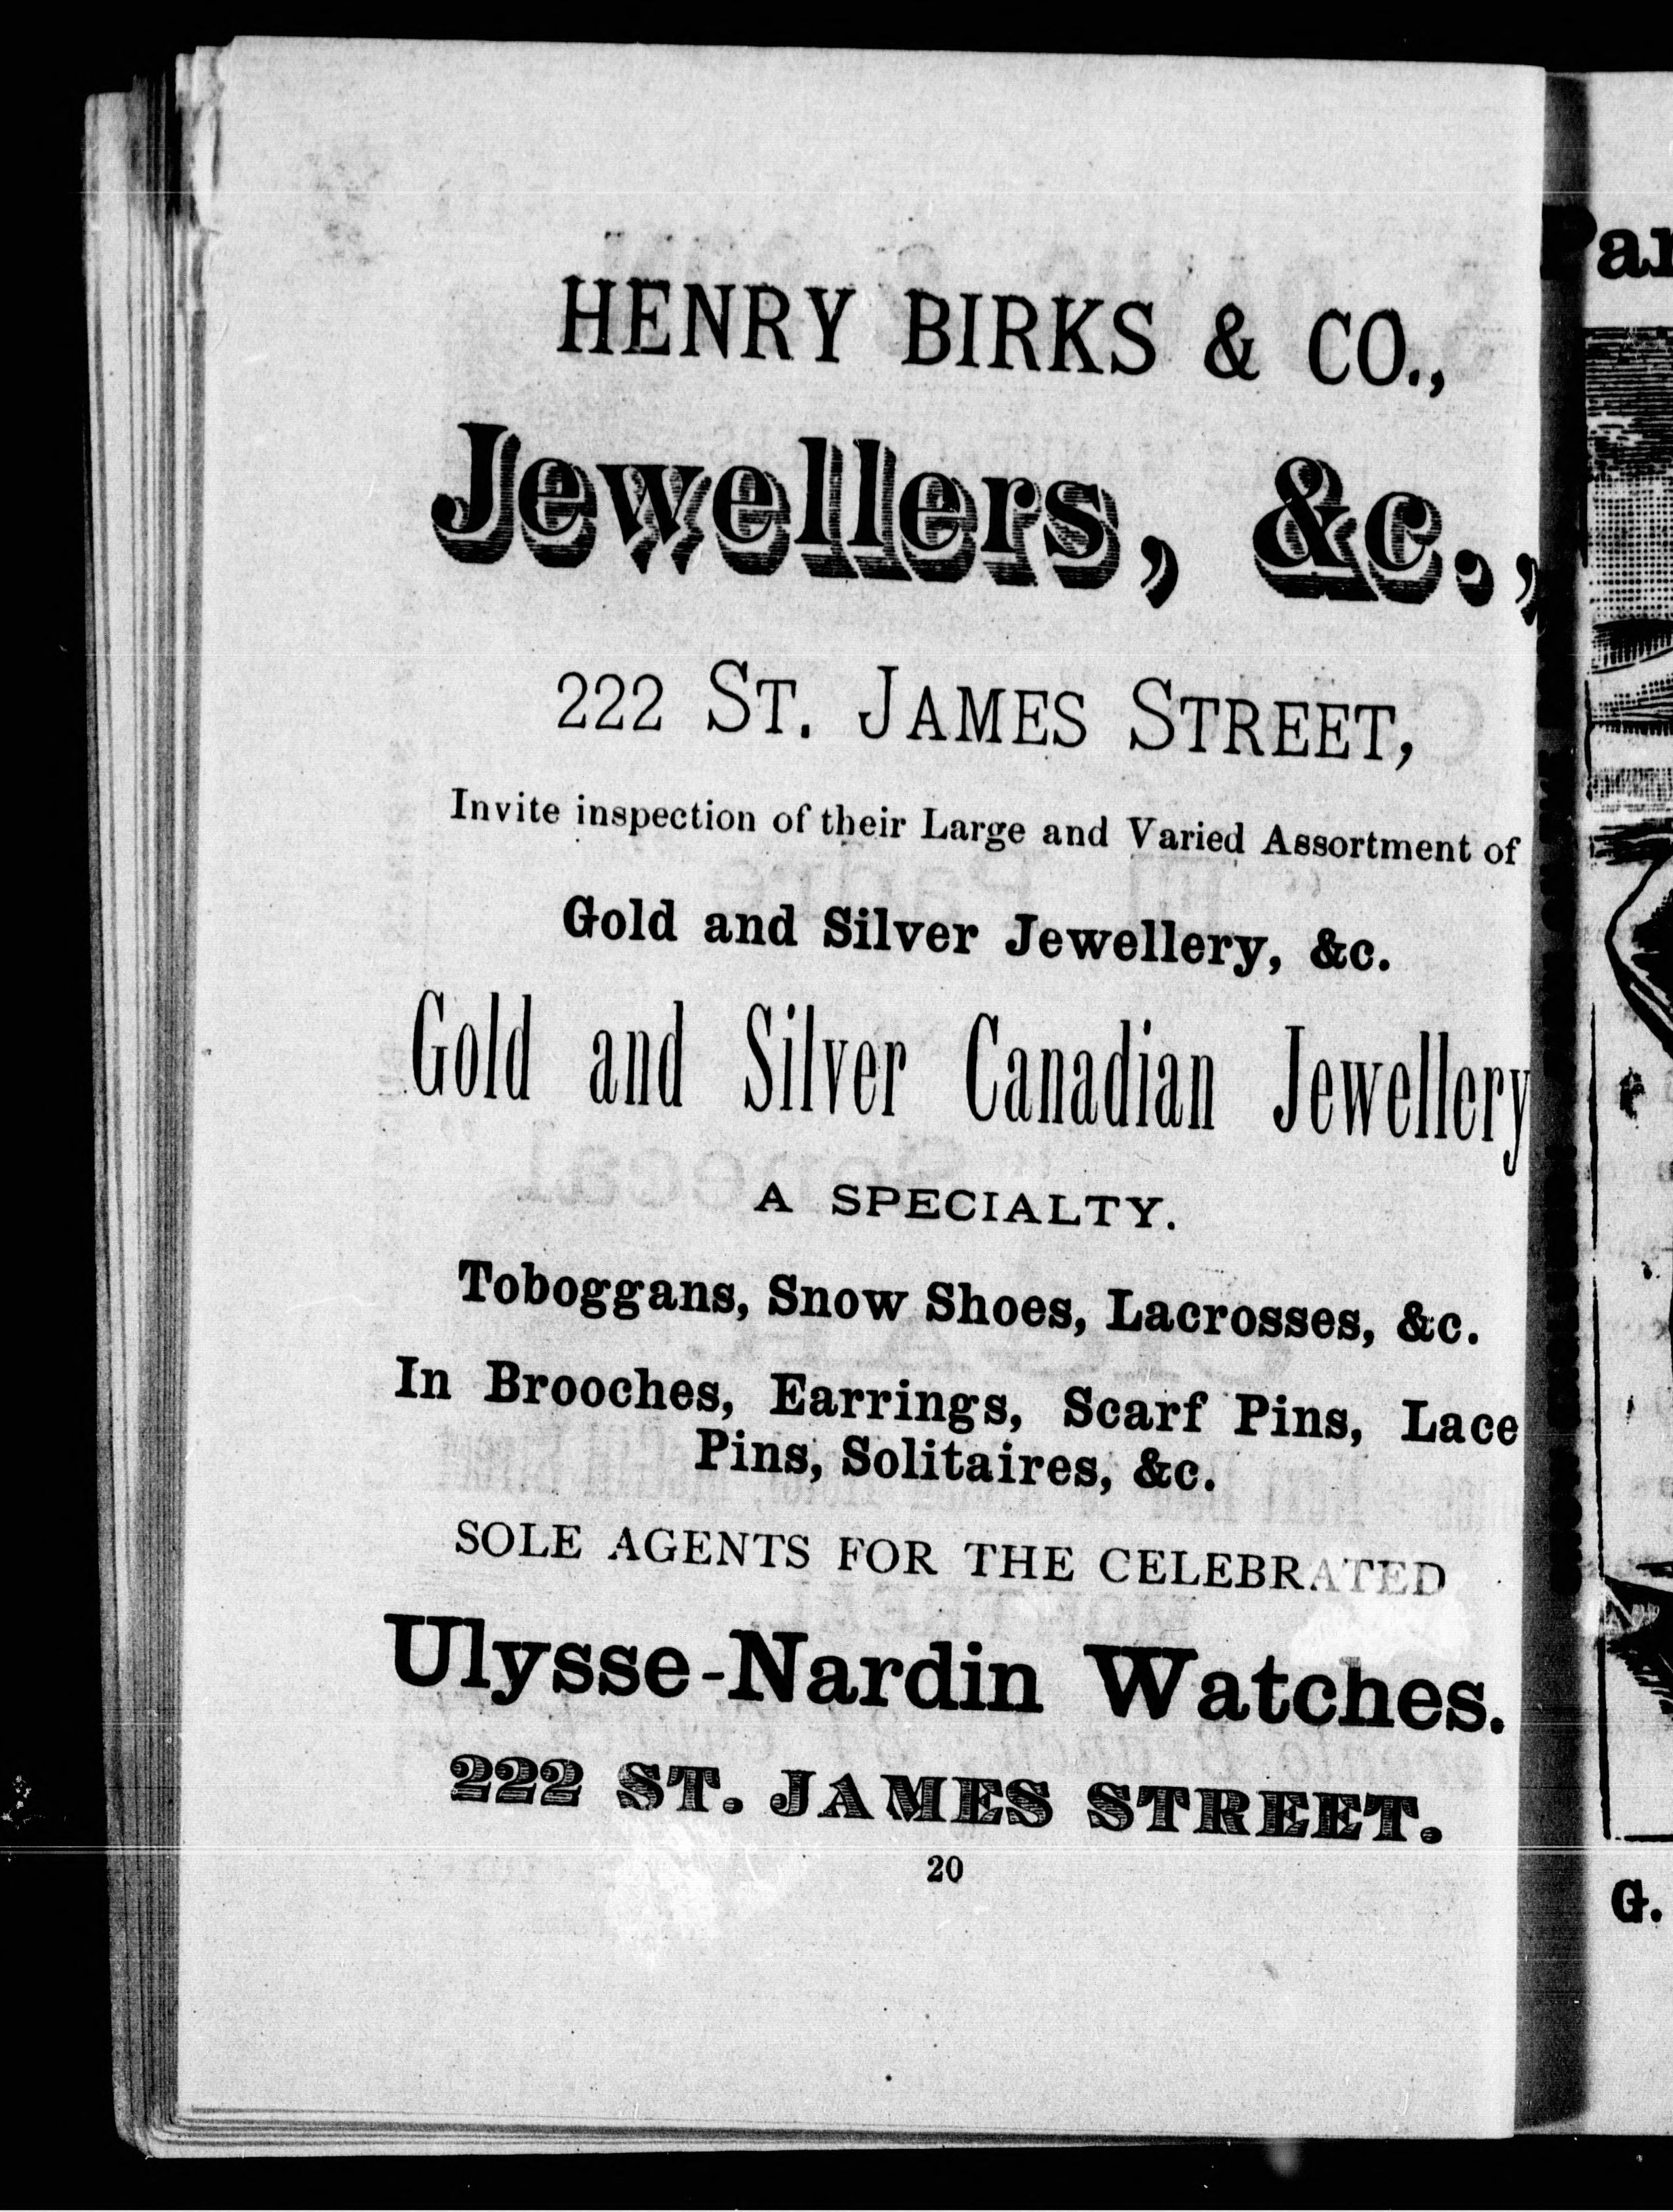 HENRY BIRKS & CO.,
Jewellers, &c.,
222 ST. JAMES STREET,
Invite inspection of their Large and Varied Assortment of
Gold and Silver Jewellery, &c.
Gold and Silver Canadian Jewellery
A SPECIALTY.
Toboggans, Snow Shoes, Lacrosses, &c.
In Brooches, Earrings, Scarf Pins, Lace
Pins, Solitaires, &c.
SOLE AGENTS FOR THE CELEBRATED
Ulysse-Nardin Watches.
222 ST. JAMES STREET.
20
G.